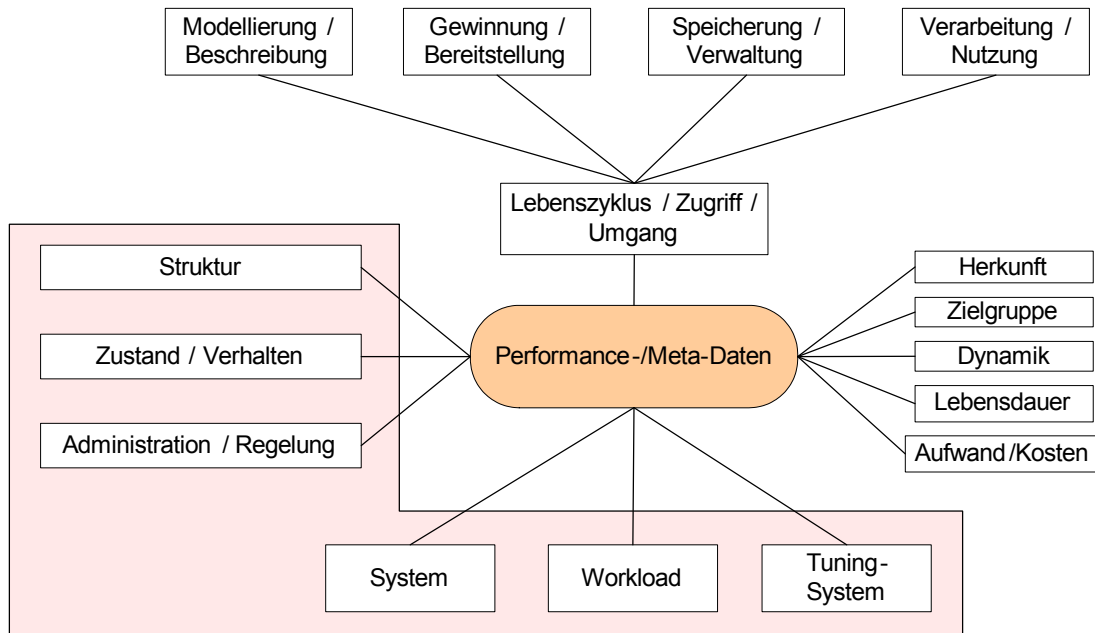 Modellierung /
Beschreibung
Gewinnung /
Bereitstellung
Speicherung /
Verwaltung
Verarbeitung /
Nutzung
Lebenszyklus / Zugriff /
Umgang
Struktur
Zustand / Verhalten
Administration / Regelung
Performance-/Meta-Daten
Herkunft
Zielgruppe
Dynamik
Lebensdauer
Aufwand/Kosten
System
Workload
Tuning-
System